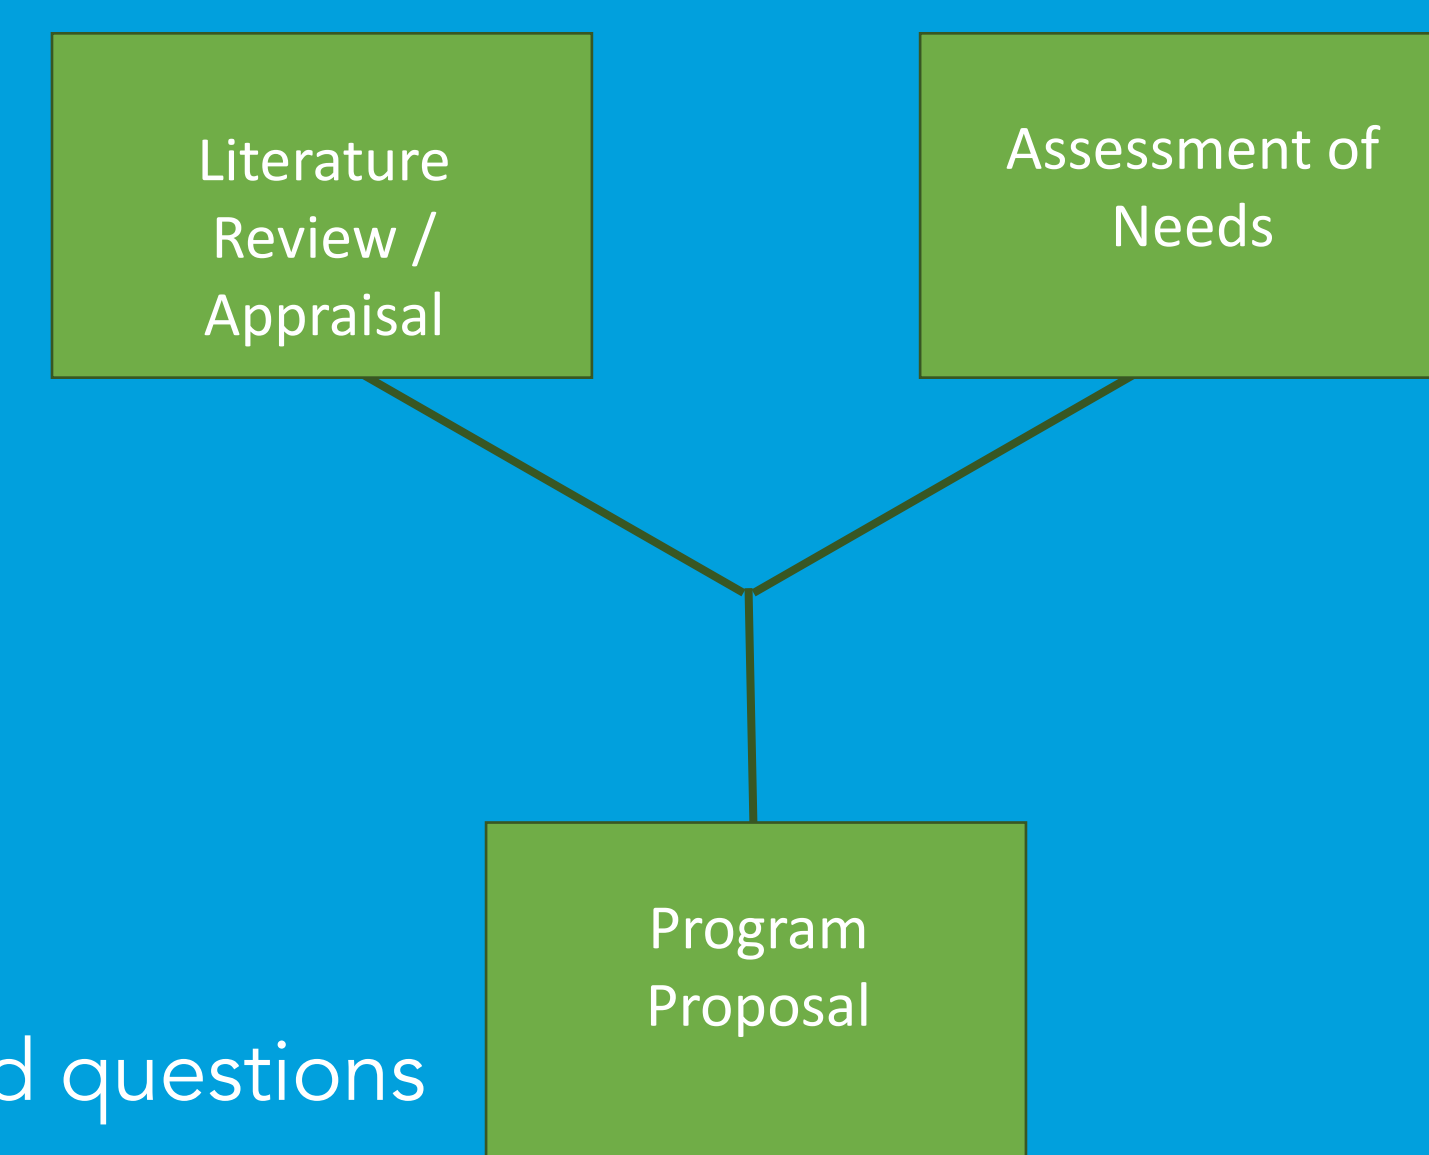 Literature
Review /
Appraisal
Assessment of
Needs
Program
Proposal
questions